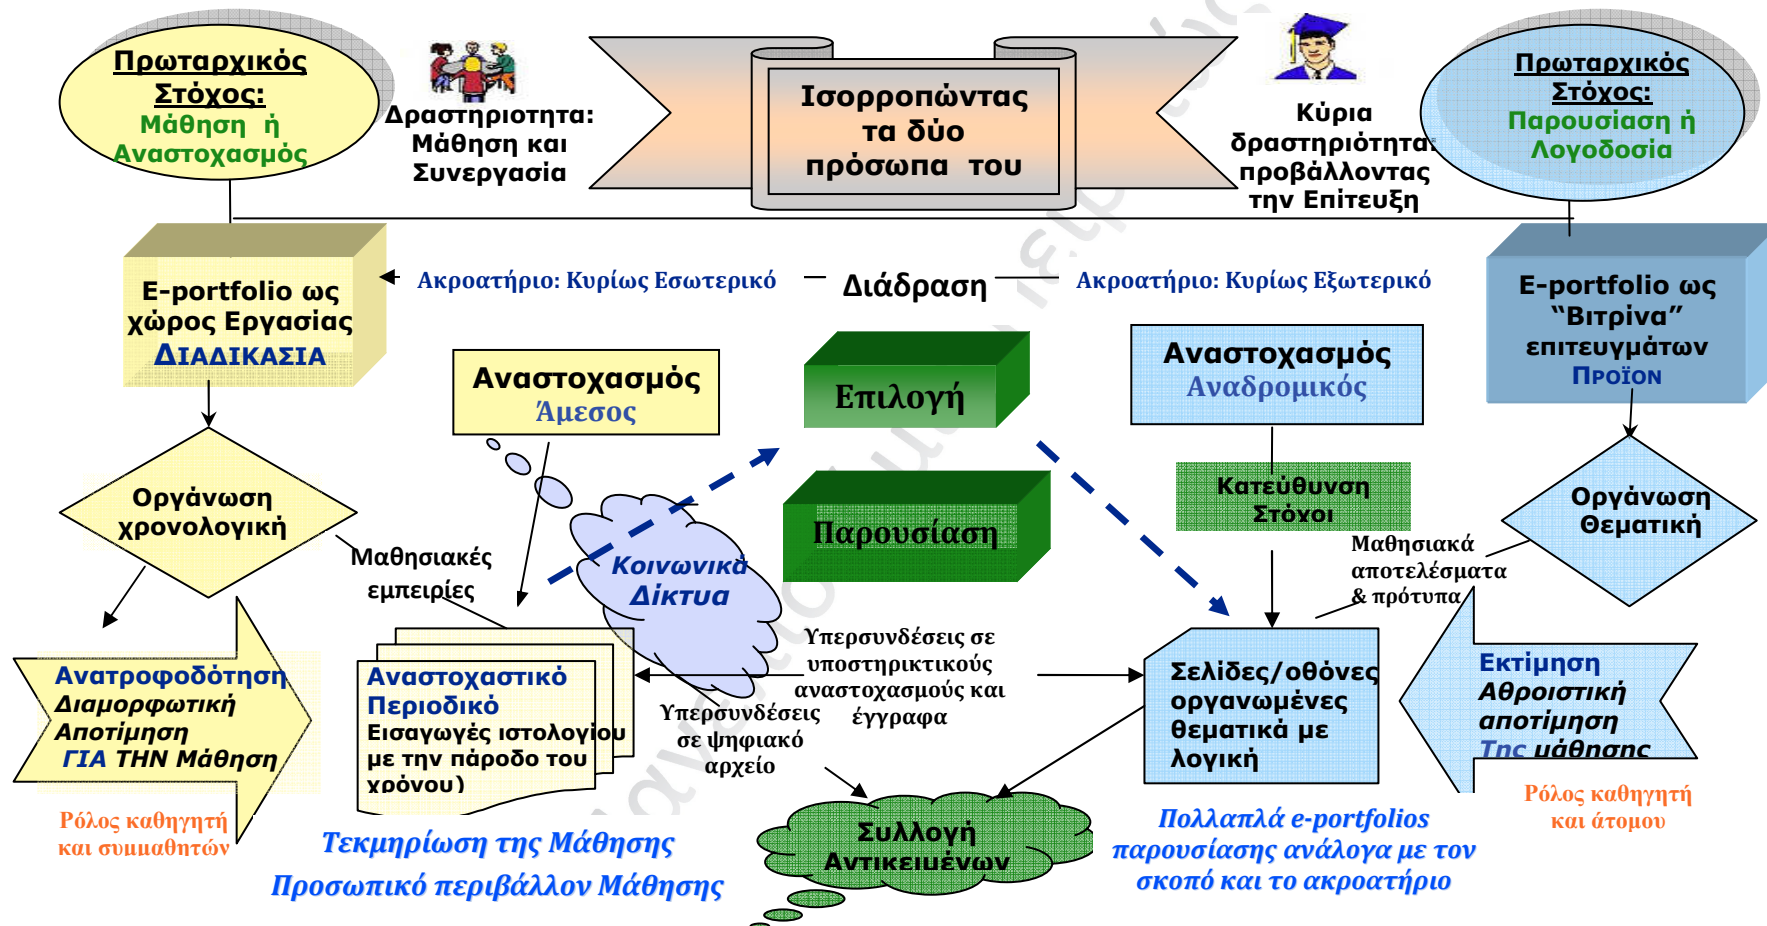 Πρωταρχικός
Στόχος:
Μάθηση ή
Αναστοχασμός
Δραστηριοτητα:
Μάθηση και
Συνεργασία
Ισορροπώντας
τα δύο
πρόσωπα του
Κύρια
δραστηριότητα:
προβάλλοντας
την Επίτευξη
Πρωταρχικός
Στόχος:
Παρουσίαση ή
Λογοδοσία
E-portfolio ως
χώρος Εργασίας
ΔΙΑΔΙΚΑΣΙΑ
Ακροατήριο: Κυρίως Εσωτερικό
Διάδραση
Ακροατήριο: Κυρίως Εξωτερικό
E-portfolio ως
“Βιτρίνα”
επιτευγμάτων
ΠΡΟΪΟΝ
Αναστοχασμός
Άμεσος
Επιλογή
Αναστοχασμός
Αναδρομικός
Οργάνωση
χρονολογική
Μαθησιακές
εμπειρίες
Κοινωνικά
Δίκτυα
Παρουσίαση
Κατεύθυνση
Στόχοι
Μαθησιακά
αποτελέσματα
& πρότυπα
Οργάνωση
Θεματική
Ανατροφοδότηση
Διαμορφωτική
Αποτίμηση
ΓΙΑ ΤΗΝ Μάθηση
Αναστοχαστικό
Περιοδικό
Εισαγωγές ιστολογίου
με την πάροδο του
χρόνου)
Υπερσυνδέσεις σε
υποστηρικτικούς
αναστοχασμούς και
έγγραφα
Υπερσυνδέσεις
σε ψηφιακό
αρχείο
Σελίδες/οθόνες
οργανωμένες
θεματικά με
λογική
Εκτίμηση
Αθροιστική
αποτίμηση
Της μάθησης
Ρόλος καθηγητή
και συμμαθητών
Τεκμηρίωση της Μάθησης
Προσωπικό περιβάλλον Μάθησης
Συλλογή
Αντικειμένων
Πολλαπλά e-portfolios
παρουσίασης ανάλογα με τον
σκοπό και το ακροατήριο
Ρόλος καθηγητή
και άτομου